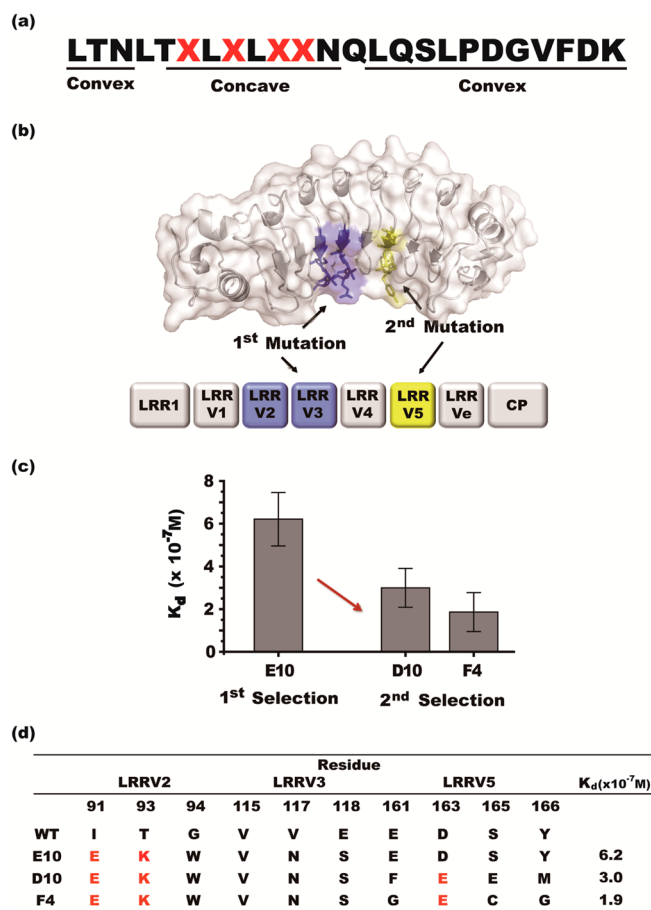 (a)
LTNLTXLXLXXNQLQSLPDGVFDK
Convex Concave Convex
(b)
1st Mutation
2nd Mutation
LRR1 LRR V1 LRR V2 LRR V3 LRR V4 LRR V5 LRR Ve CP
(c)
Kd (x 10-7M)
8
6
4
2
0
E10 D10 F4
1st Selection 2nd Selection
(d)
Residue
LRRV2 LRRV3 LRRV5 Kd(x10-7M)
91 93 94 115 117 118 161 163 165 166
WT I T G V V E E D S Y
E10 E K W V N S E D S Y 6.2
D10 E K W V N S F E E M 3.0
F4 E K W V N S G E C G 1.9